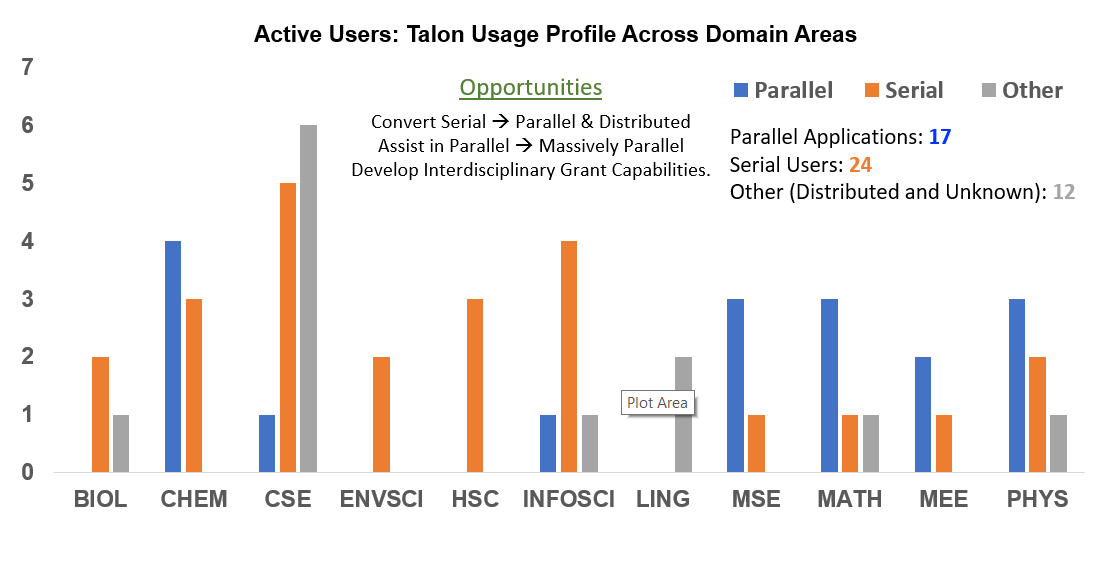 Active Users: Talon Usage Profile Across Domain Areas
7
6
5
4
3
2
1
0
Opportunities
Convert Serial → Parallel & Distributed
Assist in Parallel → Massively Parallel
Develop Interdisciplinary Grant Capabilities.
Parallel Serial Other
Parallel Applications: 17
Serial Users: 24
Other (Distributed and Unknown): 12
Plot Area
BIOL CHEM CSE ENVSCI HSC INFOSCI LING MSE MATH MEE PHYS